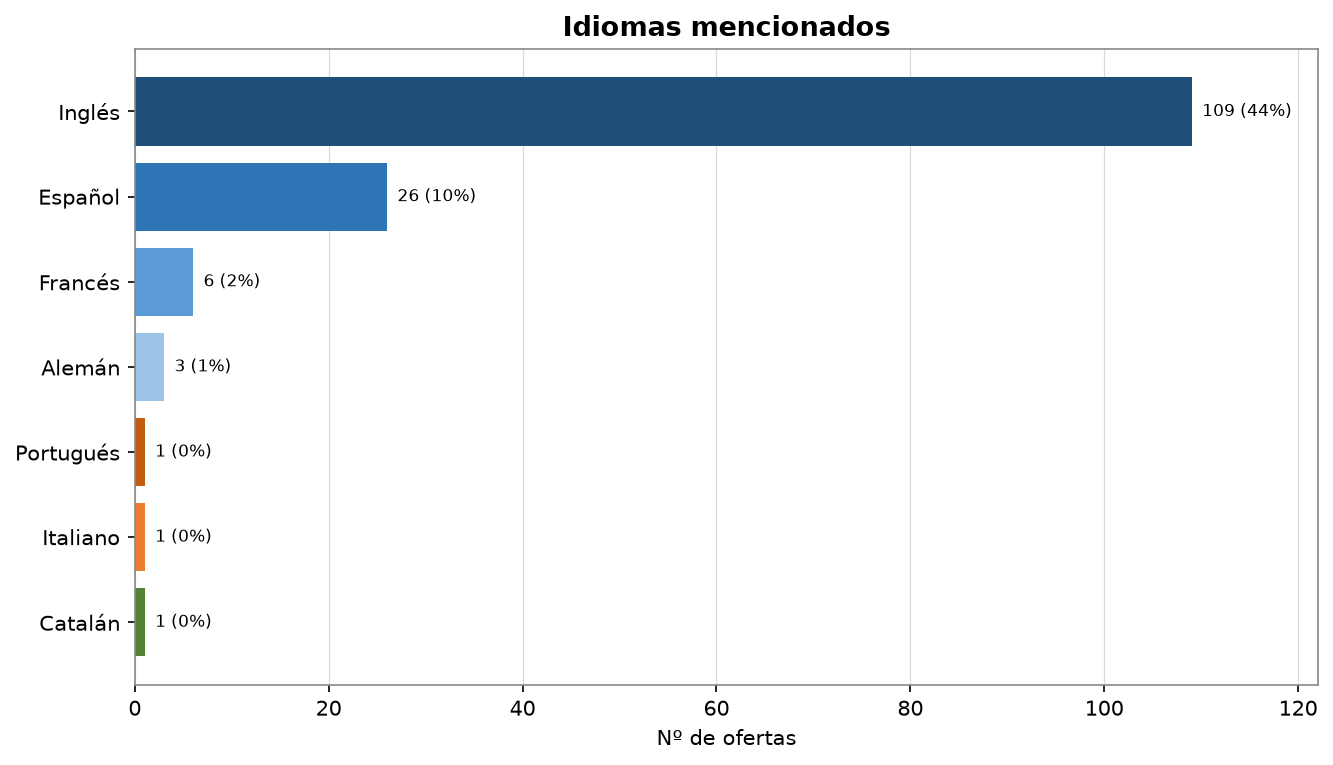 Idiomas mencionados
Inglés 109 (44%)
Español 26 (10%)
Francés 6 (2%)
Alemán 3 (1%)
Portugués 1 (0%)
Italiano 1 (0%)
Catalán 1 (0%)
0 20 40 60 80 100 120
Nº de ofertas